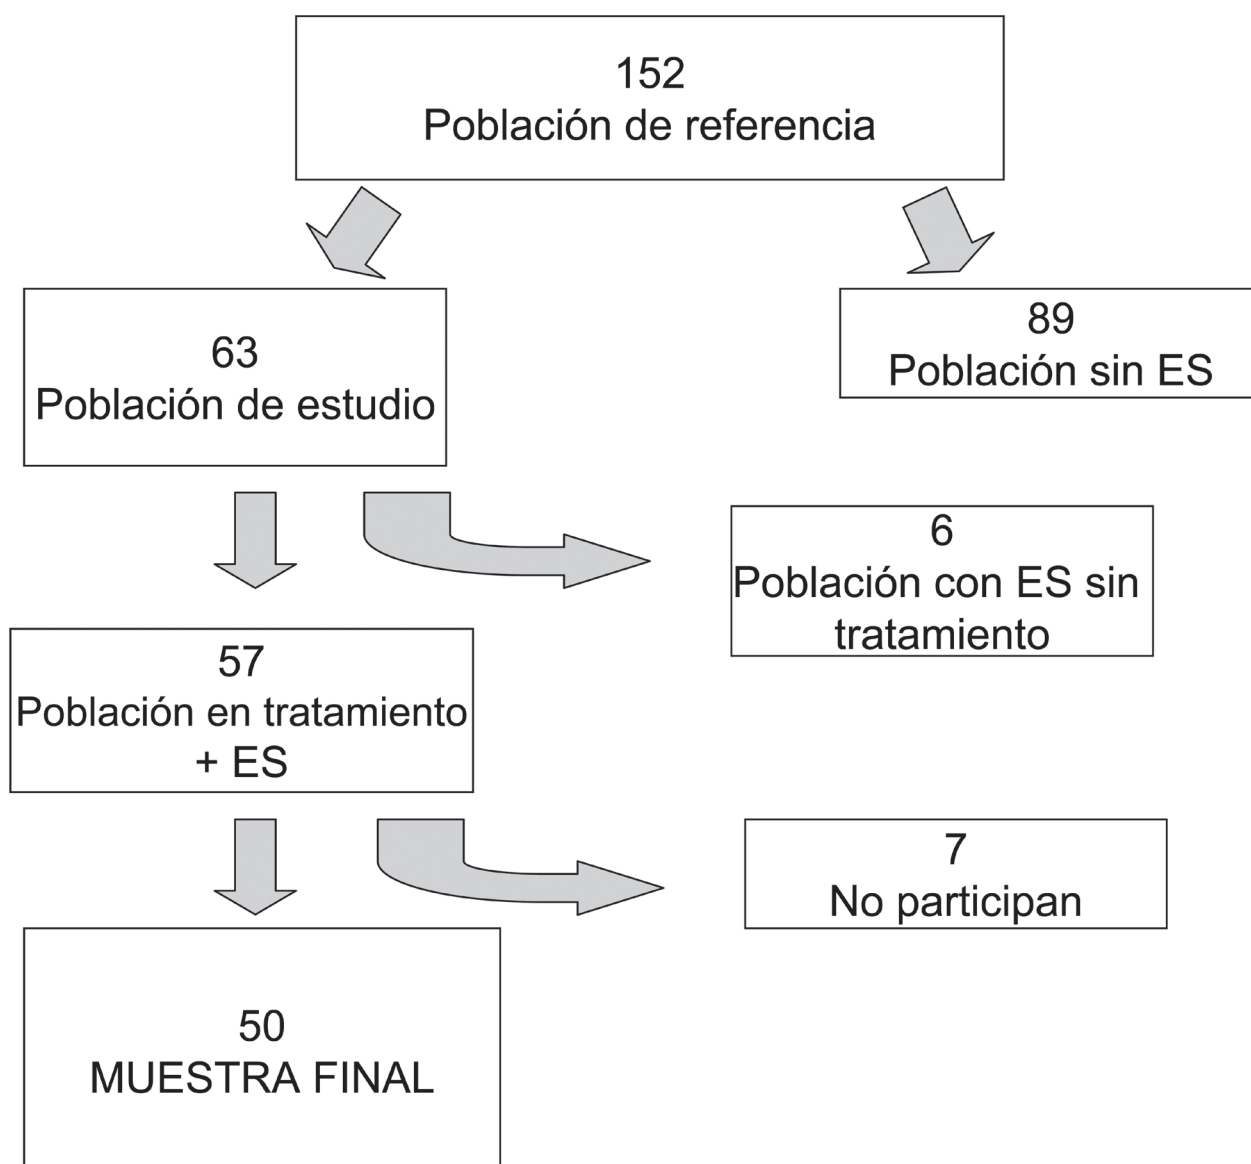 152
Población de referencia
63
Población de estudio
89
Población sin ES
6
Población con ES sin
tratamiento
57
Población en tratamiento
+ ES
7
No participan
50
MUESTRA FINAL